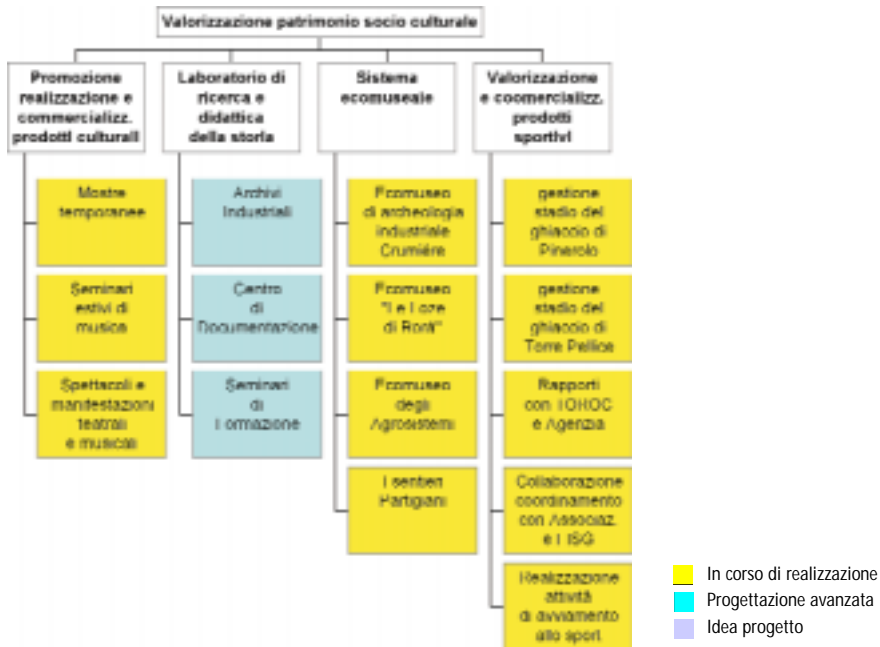 Valorizzazione patrimonio socio culturale
Promozione
realizzazione e
commercializz.
prodotti culturali
Laboratorio di
ricerca e
didattica
della storia
Sistema
ecomuseale
Valorizzazione
e coomercializz.
prodotti
sportivi
Mostre
temporanee
Seminari
estivi di
musica
Spettacoli e
manifestazioni
teatrali
e musicali
Archivi
Industriali
Centro
di
Documentazione
Seminari
di
Formazione
Ecomuseo
di archeologia
industriale
Crumière
Ecomuseo
"Le Loze
di Rorà"
Ecomuseo
degli
Agrosistemi
I sentieri
Partigiani
gestione
stadio del
ghiaccio di
Pinerolo
gestione
stadio del
ghiaccio di
Torre Pellice
Rapporti
con TOROC
e Agenzia
Collaborazione
coordinamento
con Associaz.
e FISG
Realizzazione
attività
di avviamento
allo sport
In corso di realizzazione
Progettazione avanzata
Idea progetto